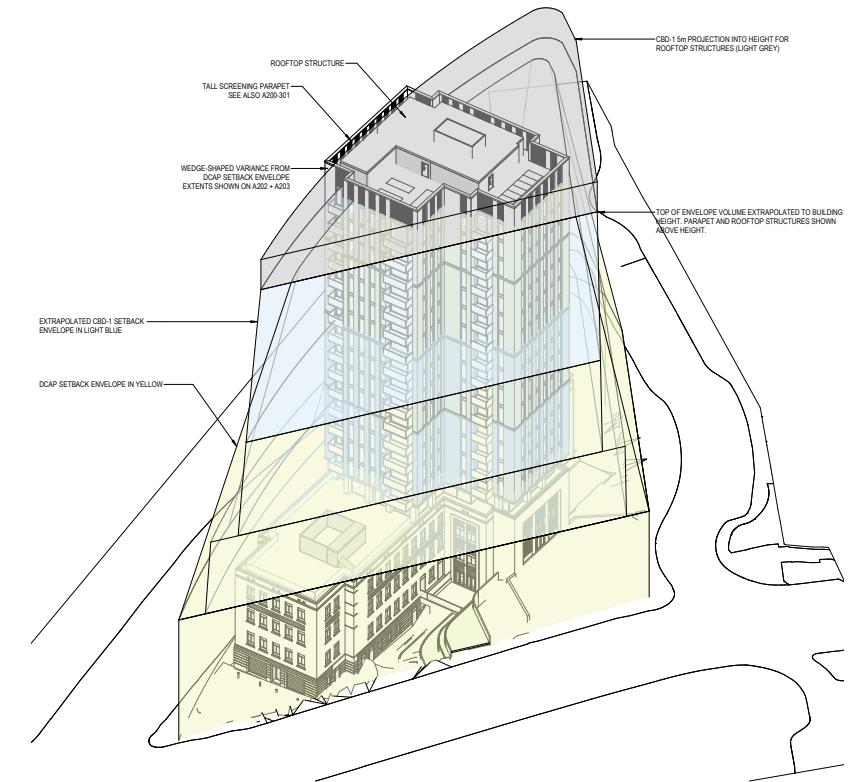 CBD-1 5m PROJECTION INTO HEIGHT FOR
ROOFTOP STRUCTURES (LIGHT GREY)
ROOFTOP STRUCTURE
TALL SCREENING PARAPET
SEE ALSO A200-301
WEDGE-SHAPED VARIANCE FROM
DCAP SETBACK ENVELOPE
EXTENTS SHOWN ON A202 + A203
TOP OF ENVELOPE VOLUME EXTRAPOLATED TO BUILDING
HEIGHT. PARAPET AND ROOFTOP STRUCTURES SHOWN
ABOVE HEIGHT.
EXTRAPOLATED CBD-1 SETBACK
ENVELOPE IN LIGHT BLUE
DCAP SETBACK ENVELOPE IN YELLOW